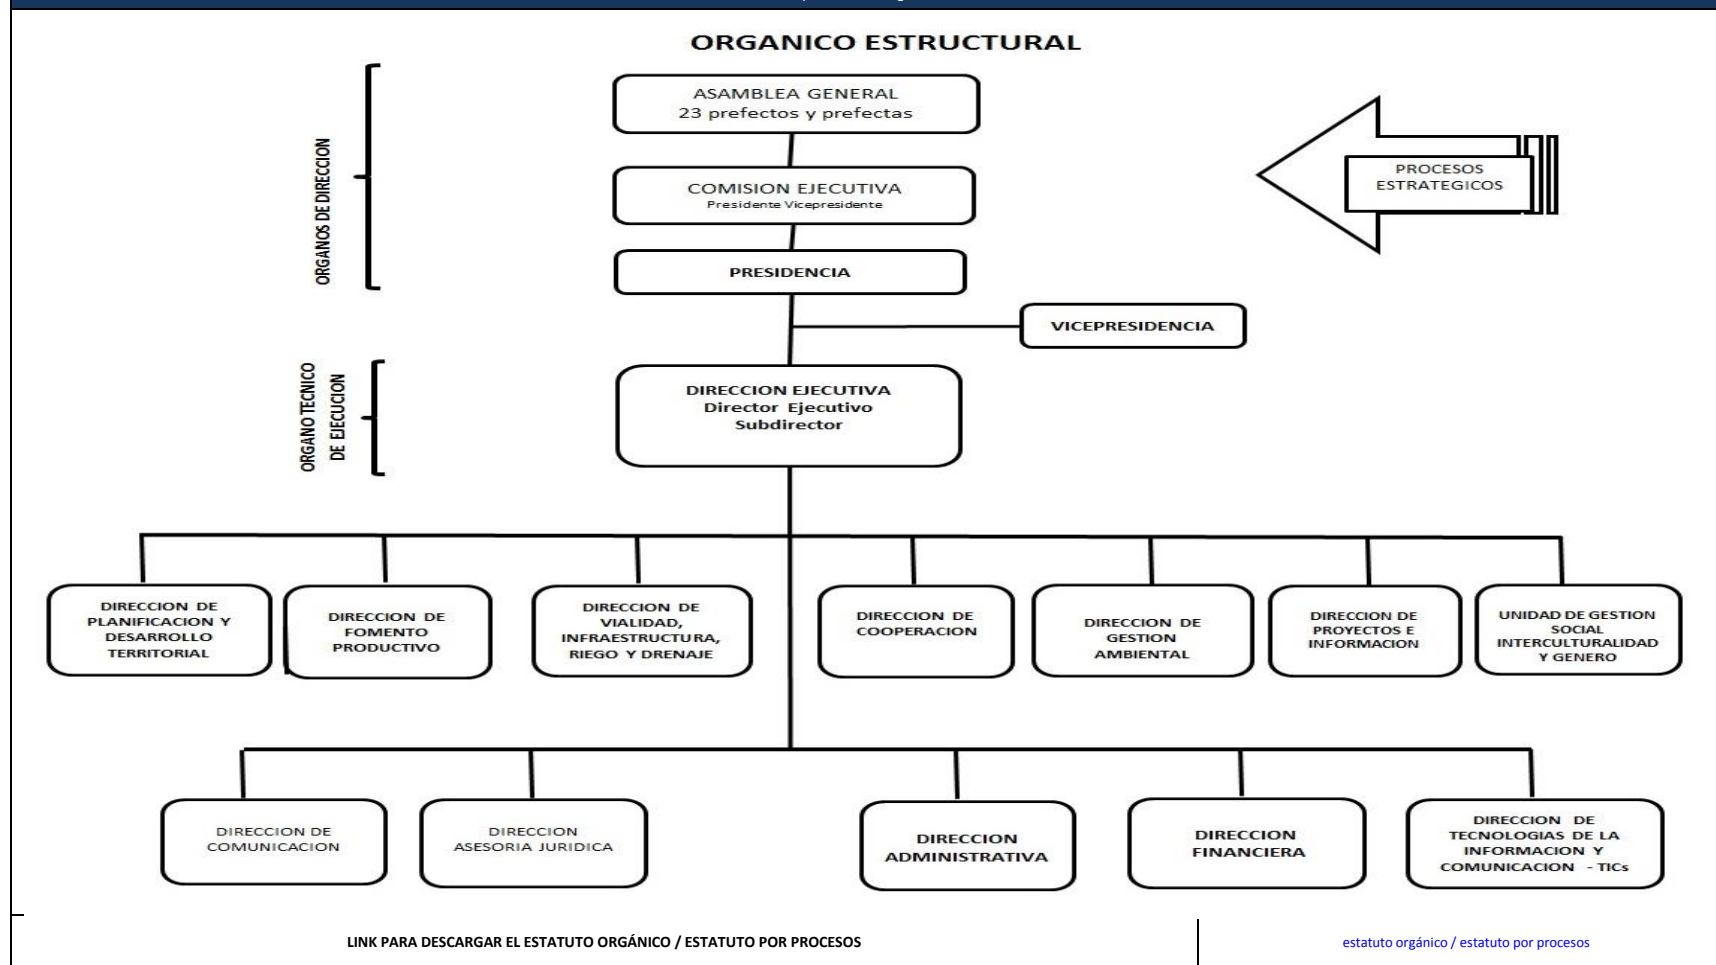 ORGANICO ESTRUCTURAL
ASAMBLEA GENERAL
23 prefectos y prefectas
ORGANOS DE DIRECCION
PROCESOS
ESTRATEGICOS
COMISION EJECUTIVA
Presidente Vicepresidente
PRESIDENCIA
VICEPRESIDENCIA
ORGANO TECNICO
DE EJECUCION
DIRECCION EJECUTIVA
Director Ejecutivo
Subdirector
DIRECCION DE
PLANIFICACION Y
DESARROLLO
TERRITORIAL
DIRECCION DE
FOMENTO
PRODUCTIVO
DIRECCION DE
VIALIDAD,
INFRAESTRUCTURA,
RIEGO Y DRENAJE
DIRECCION DE
COOPERACION
DIRECCION DE
GESTION
AMBIENTAL
DIRECCION DE
PROYECTOS E
INFORMACION
UNIDAD DE GESTION
SOCIAL
INTERCULTURALIDAD
Y GENERO
DIRECCION DE
COMUNICACION
DIRECCION
ASESORIA JURIDICA
DIRECCION
ADMINISTRATIVA
DIRECCION
FINANCIERA
DIRECCION DE
TECNOLOGIAS DE LA
INFORMACION Y
COMUNICACION - TICs
LINK PARA DESCARGAR EL ESTATUTO ORGÁNICO / ESTATUTO POR PROCESOS
estatuto orgánico / estatuto por procesos